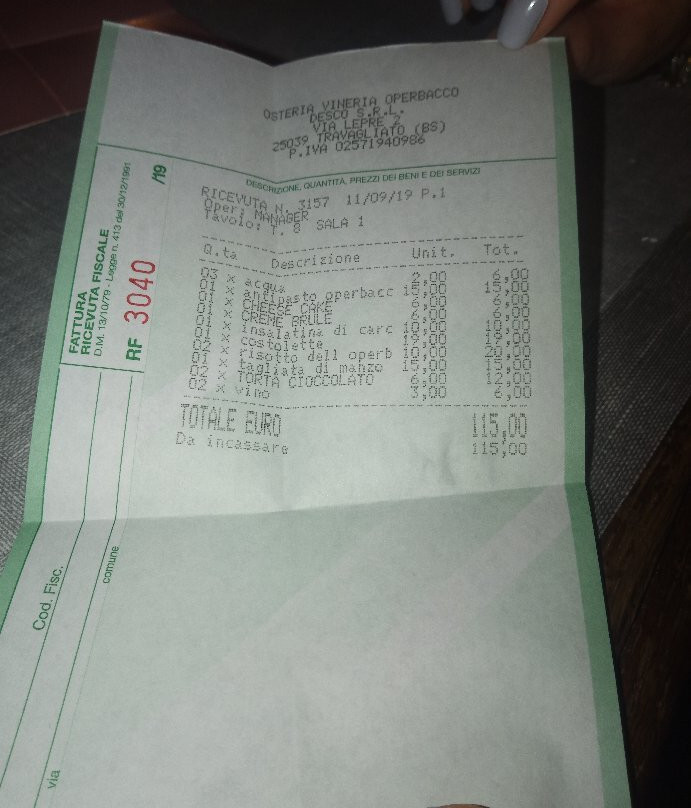 OSTERIA VINERIA OPERBACCO
DESCO S.R.L.
VIA LEPRE 2
25039 TRAVAGLIATO (BS)
P.IVA 02571940986
DESCRIZIONE, QUANTITÀ, PREZZI DEI BENI E DEI SERVIZI
RICEVUTA N. 3157 11/09/19 P.1
Oper: MANAGER
Tavolo: T. 8 SALA 1
Q.ta Descrizione Unit. Tot.
03 x acqua 2,00 6,00
01 x antipasto operbacc 15,00 15,00
01 x CHEESE CAKE 6,00 6,00
01 x CREME BRULE' 6,00 6,00
01 x insalatina di carc 10,00 10,00
01 x costolette 19,00 19,00
02 x risotto dell operb 10,00 20,00
01 x tagliata di manzo 15,00 15,00
02 x TORTA CIOCCOLATO 6,00 12,00
02 x vino 3,00 6,00
TOTALE EURO 115,00
Da incassare 115,00
FATTURA
RICEVUTA FISCALE
D.M. 13/10/79 - Legge n. 413 del 30/12/1991
RF 3040 /19
Cod. Fisc.
comune
via